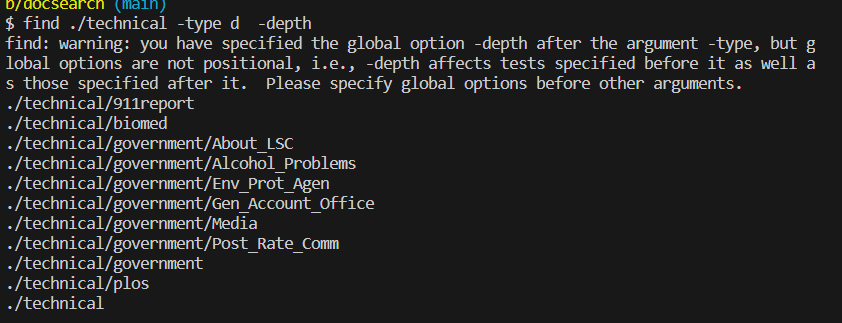 b/docsearch (main)
$ find ./technical -type d  -depth
find: warning: you have specified the global option -depth after the argument -type, but g
lobal options are not positional, i.e., -depth affects tests specified before it as well a
s those specified after it.  Please specify global options before other arguments.
./technical/911report
./technical/biomed
./technical/government/About_LSC
./technical/government/Alcohol_Problems
./technical/government/Env_Prot_Agen
./technical/government/Gen_Account_Office
./technical/government/Media
./technical/government/Post_Rate_Comm
./technical/government
./technical/plos
./technical